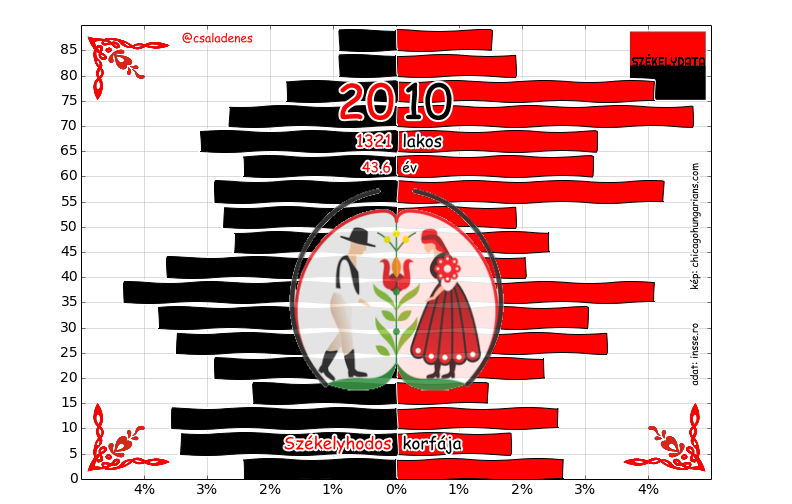 @csaladenes
SZÉKELYDATA
2010
1321 lakos
43.6 év
kép: chicagohungarians.com
adat: insse.ro
Székelyhodos korfája
85
80
75
70
65
60
55
50
45
40
35
30
25
20
15
10
5
0
4% 3% 2% 1% 0% 1% 2% 3% 4%